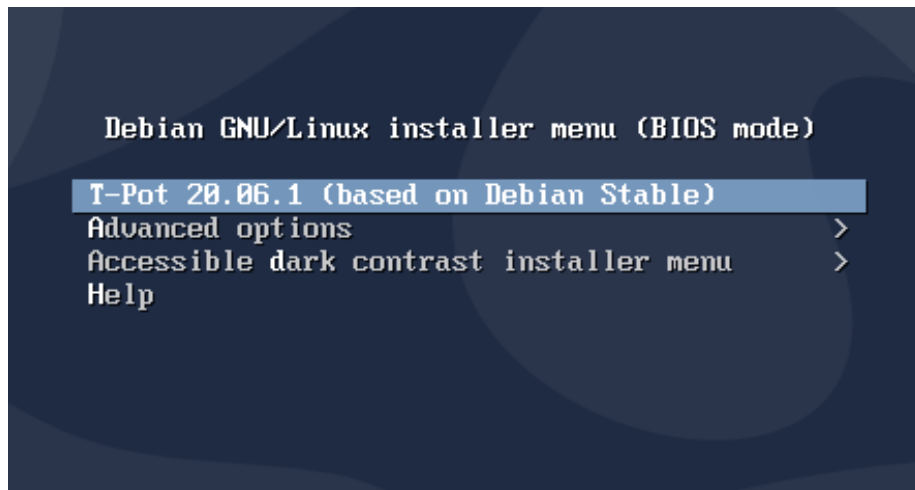 Debian GNU/Linux installer menu (BIOS mode)
T-Pot 20.06.1 (based on Debian Stable)
Advanced options >
Accessible dark contrast installer menu >
Help